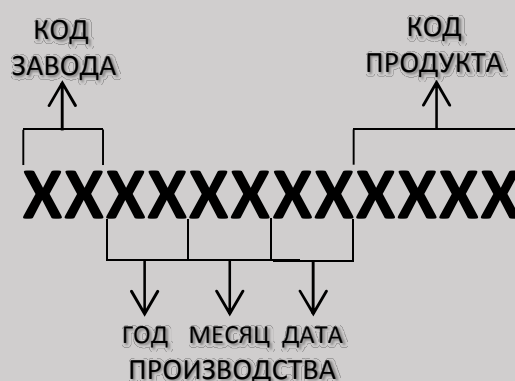 КОД
ЗАВОДА
КОД
ПРОДУКТА
XXXXXXXXXXXX
ГОД МЕСЯЦ ДАТА
ПРОИЗВОДСТВА